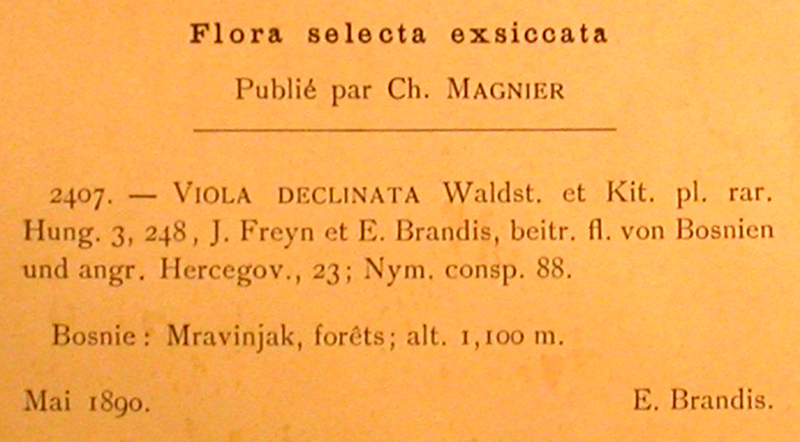 Flora selecta exsiccata
Publié par Ch. MAGNIER
2407. — VIOLA DECLINATA Waldst. et Kit. pl. rar.
Hung. 3, 248, J. Freyn et E. Brandis, beitr. fl. von Bosnien
und angr. Hercegov., 23; Nym. consp. 88.
Bosnie : Mravinjak, forêts; alt. 1,100 m.
Mai 1890.
E. Brandis.